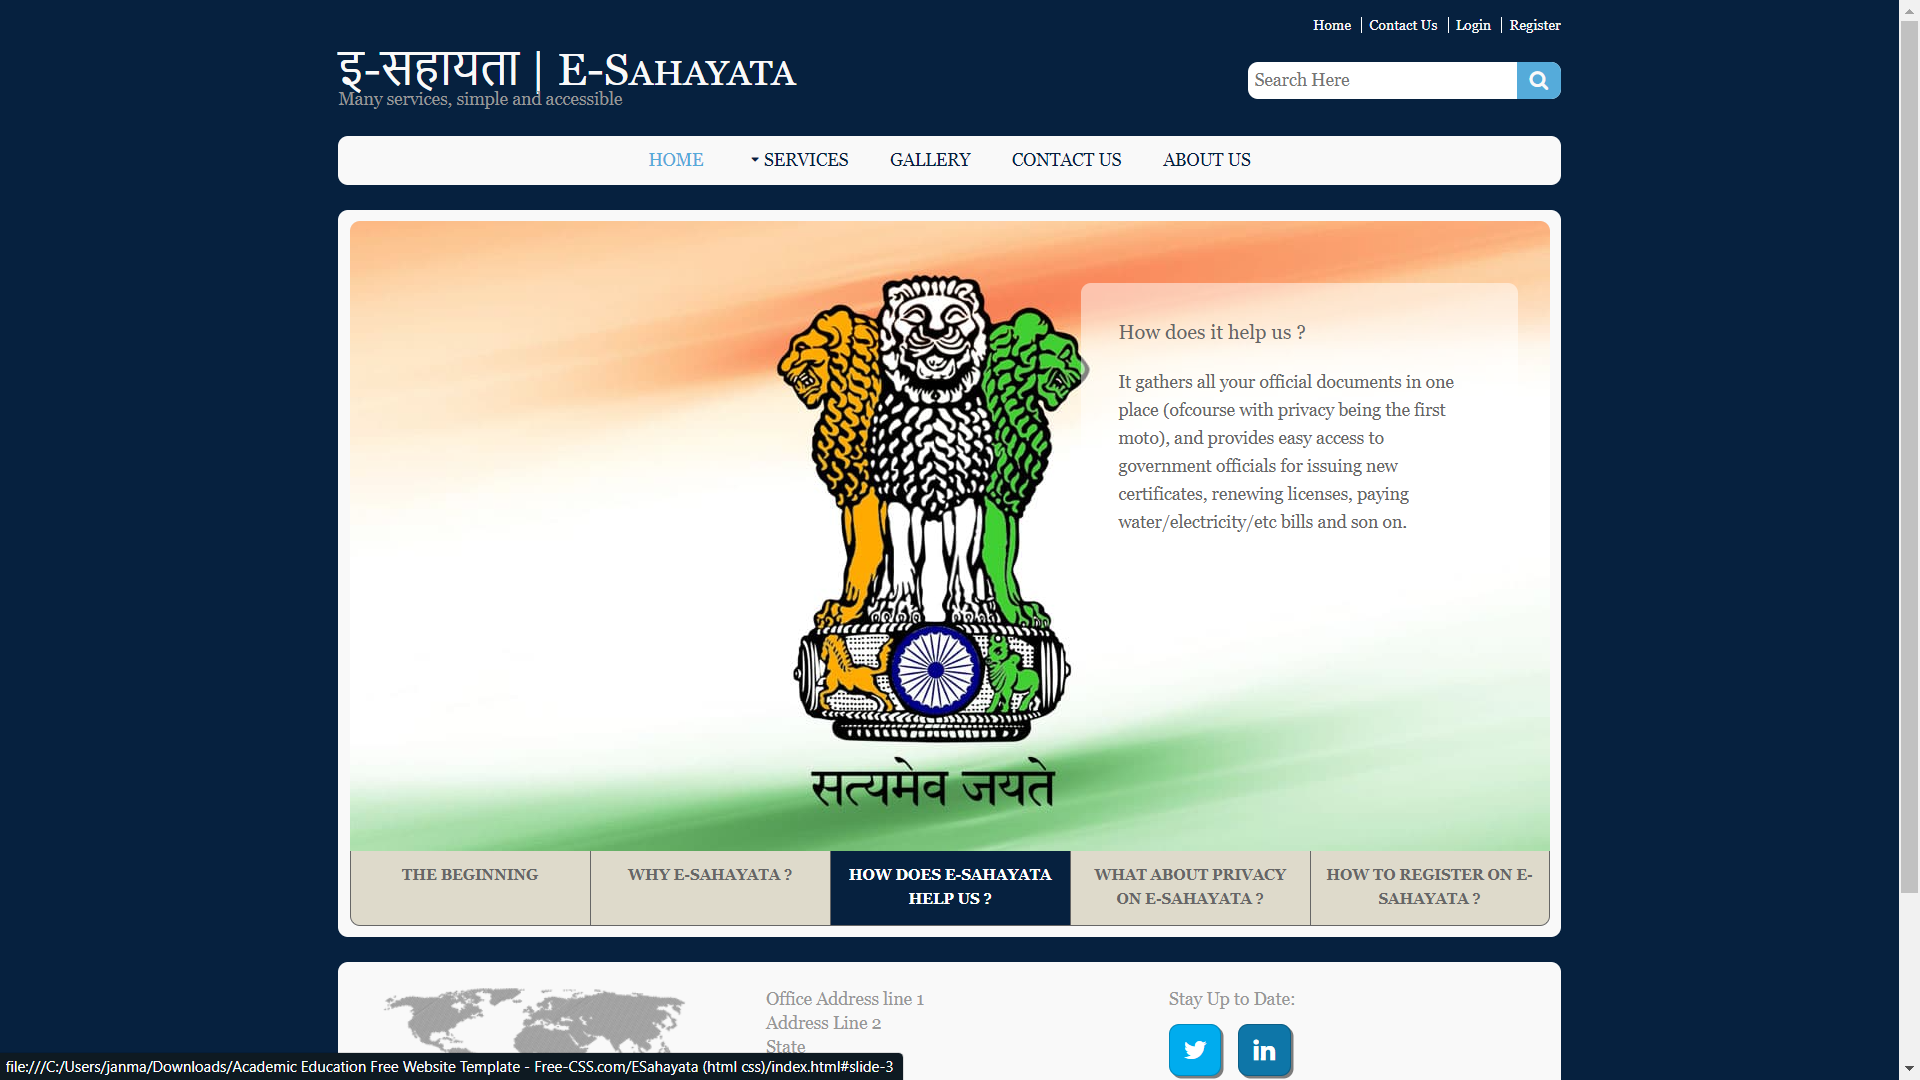 Home
Contact Us
Login
Register
इ-सहायता | E-Sahayata
Many services, simple and accessible
Search Here
HOME
SERVICES
GALLERY
CONTACT US
ABOUT US
How does it help us ?
It gathers all your official documents in one
place (ofcourse with privacy being the first
moto), and provides easy access to
government officials for issuing new
certificates, renewing licenses, paying
water/electricity/etc bills and son on.
सत्यमेव जयते
THE BEGINNING
WHY E-SAHAYATA ?
HOW DOES E-SAHAYATA
HELP US ?
WHAT ABOUT PRIVACY
ON E-SAHAYATA ?
HOW TO REGISTER ON E-
SAHAYATA ?
Office Address line 1
Address Line 2
State
Stay Up to Date:
in
file:///C:/Users/janma/Downloads/Academic Education Free Website Template - Free-CSS.com/ESahayata (html css)/index.html#slide-3